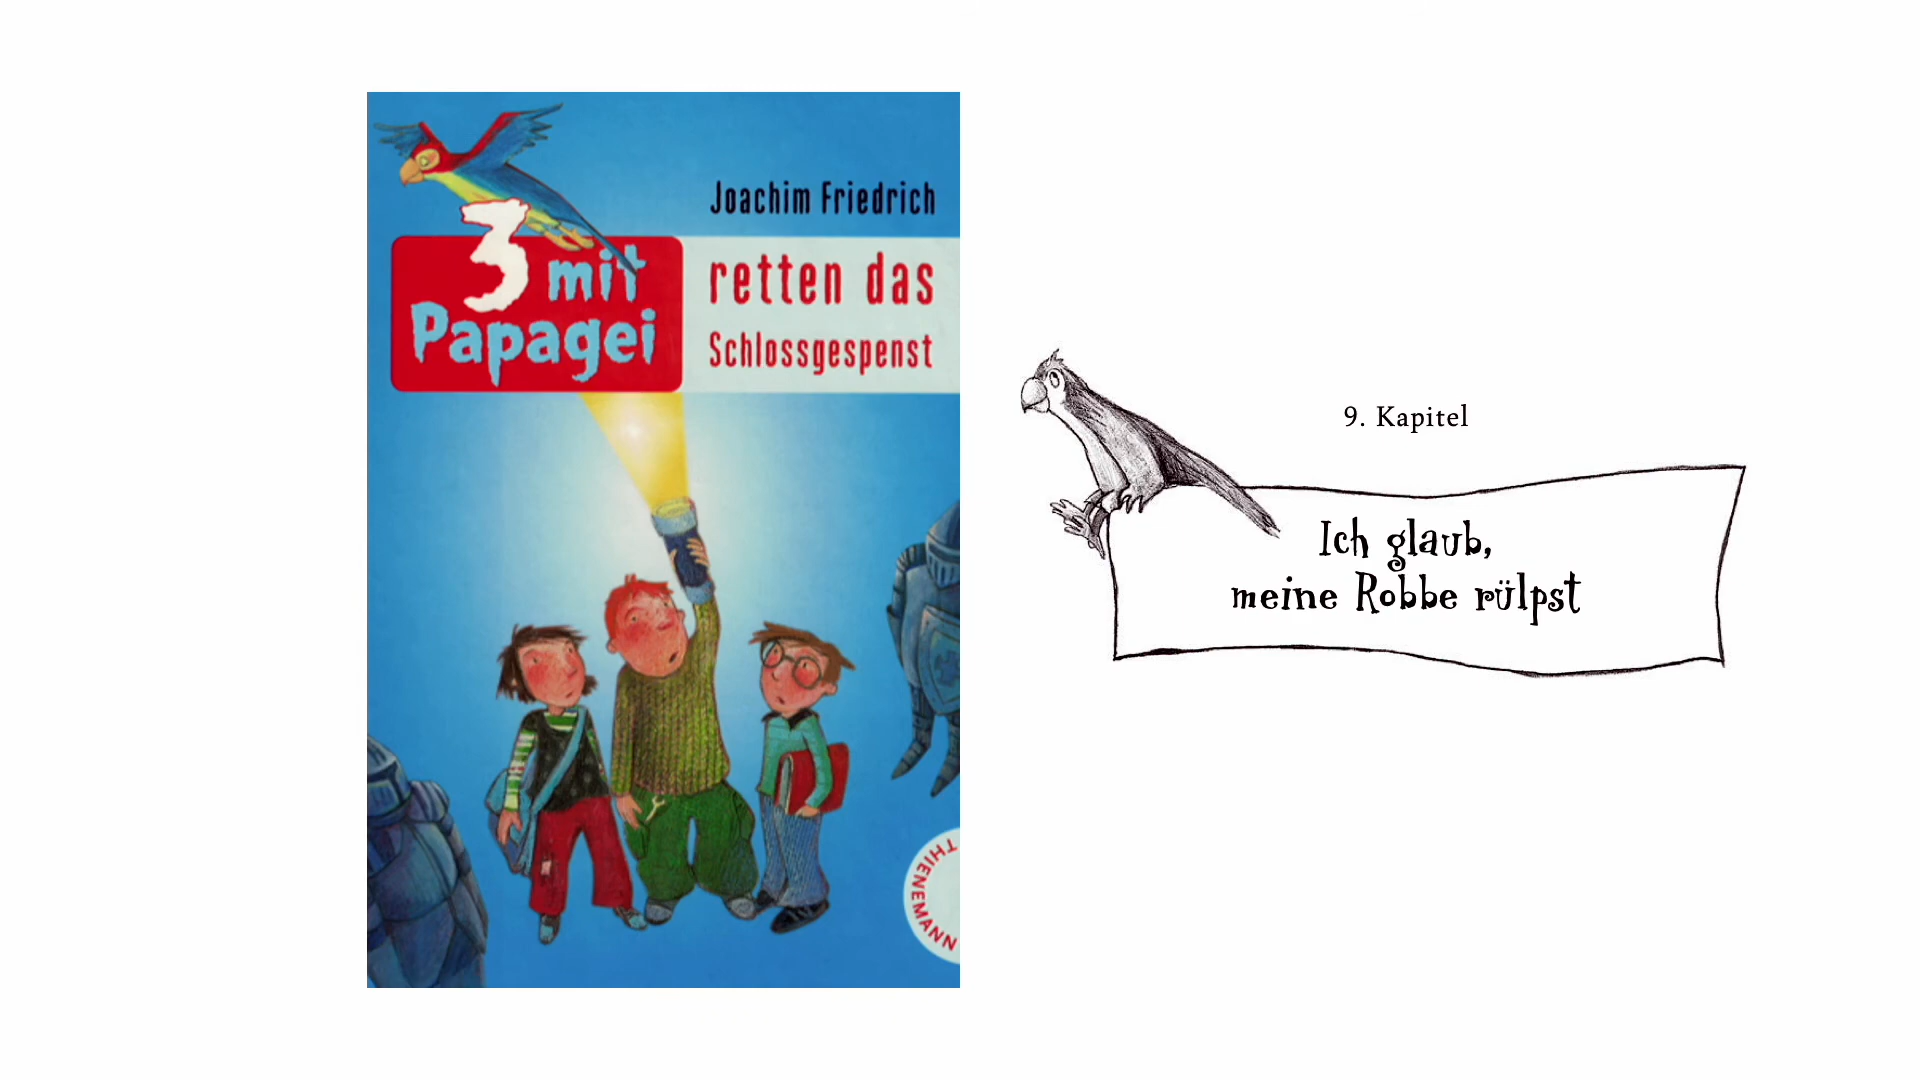 Joachim Friedrich
3 mit
Papagei
retten das
Schlossgespenst
THIENEMANN
9. Kapitel
Ich glaub,
meine Robbe rülpst